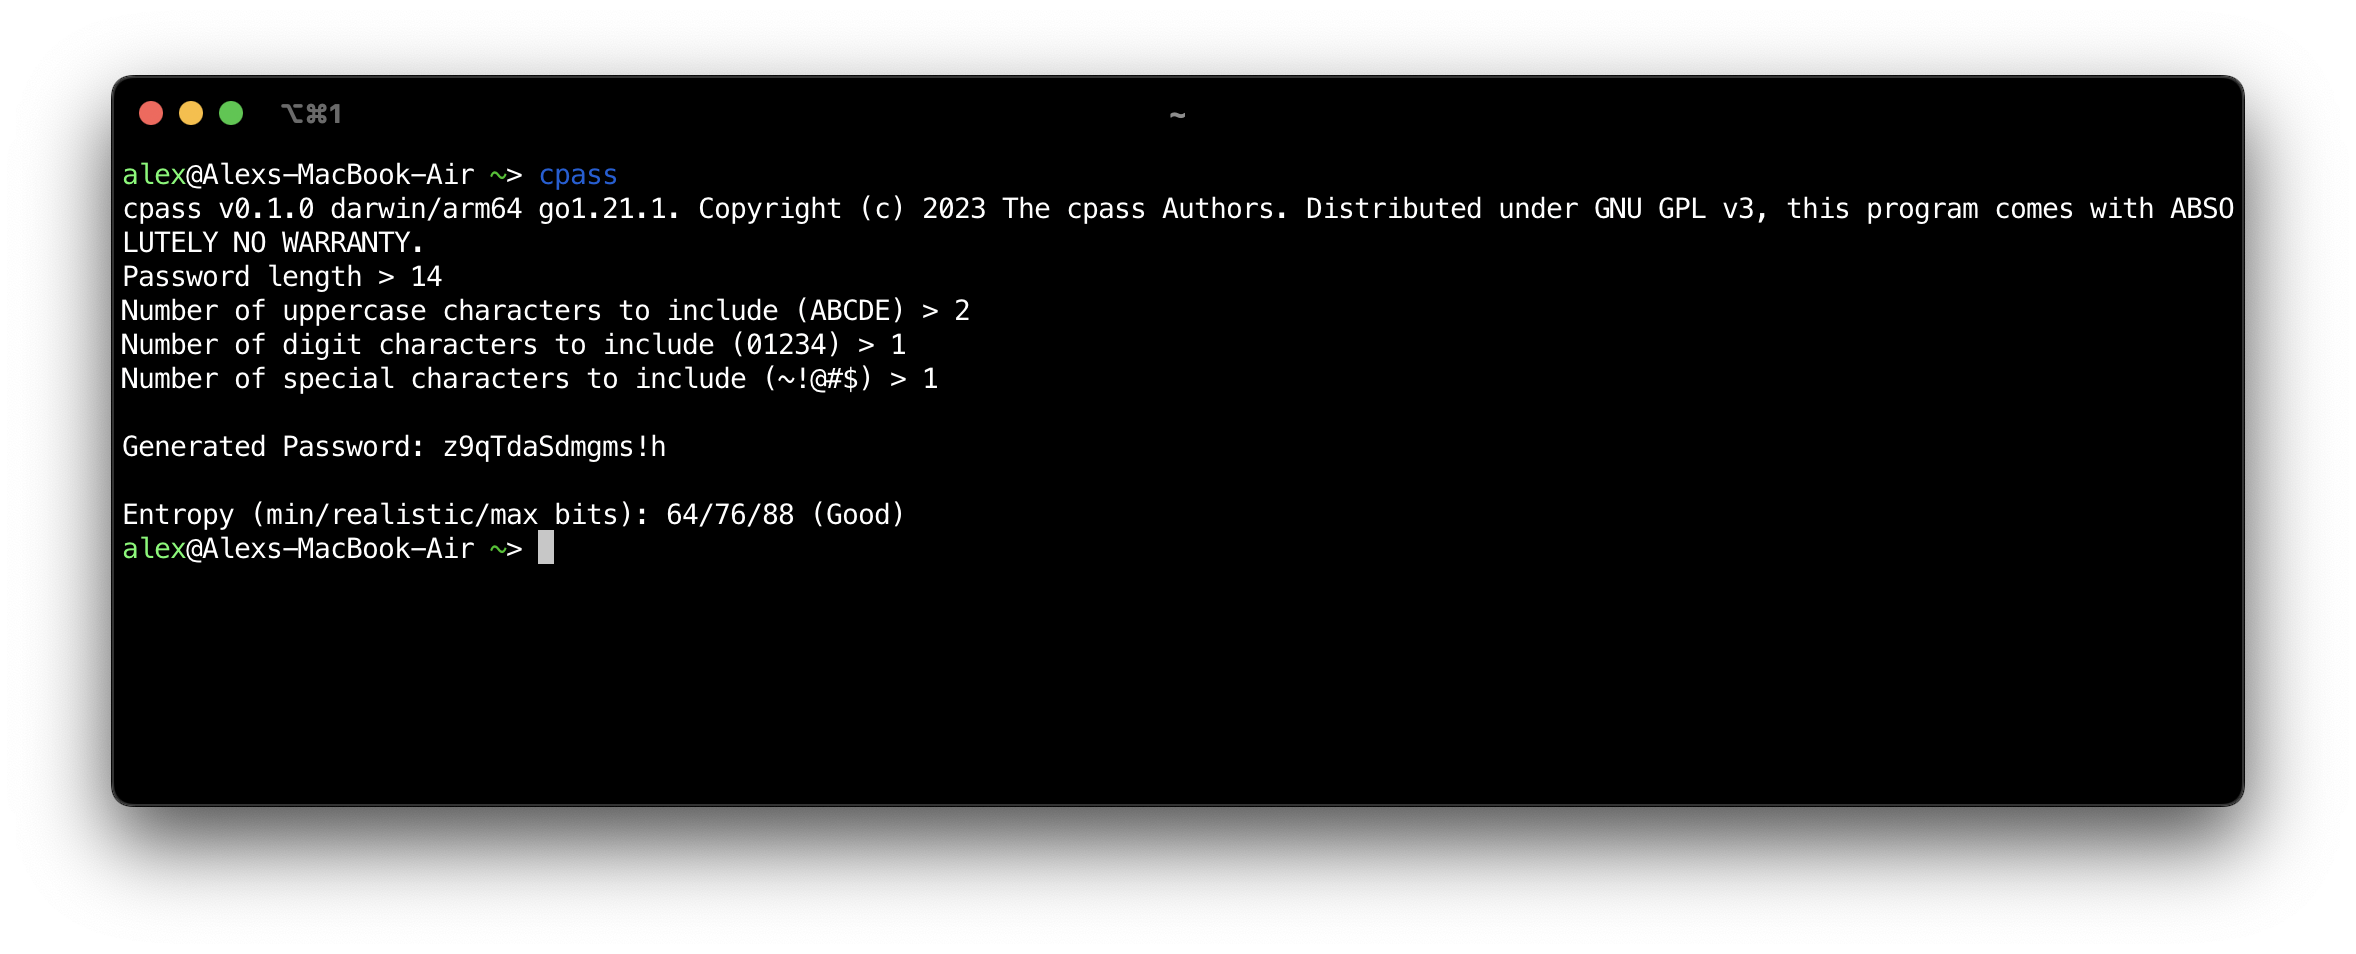 ⌥⌘1
~
alex@Alexs-MacBook-Air ~> cpass
cpass v0.1.0 darwin/arm64 go1.21.1. Copyright (c) 2023 The cpass Authors. Distributed under GNU GPL v3, this program comes with ABSO
LUTELY NO WARRANTY.
Password length > 14
Number of uppercase characters to include (ABCDE) > 2
Number of digit characters to include (01234) > 1
Number of special characters to include (~!@#$) > 1
Generated Password: z9qTdaSdmgms!h
Entropy (min/realistic/max bits): 64/76/88 (Good)
alex@Alexs-MacBook-Air ~>